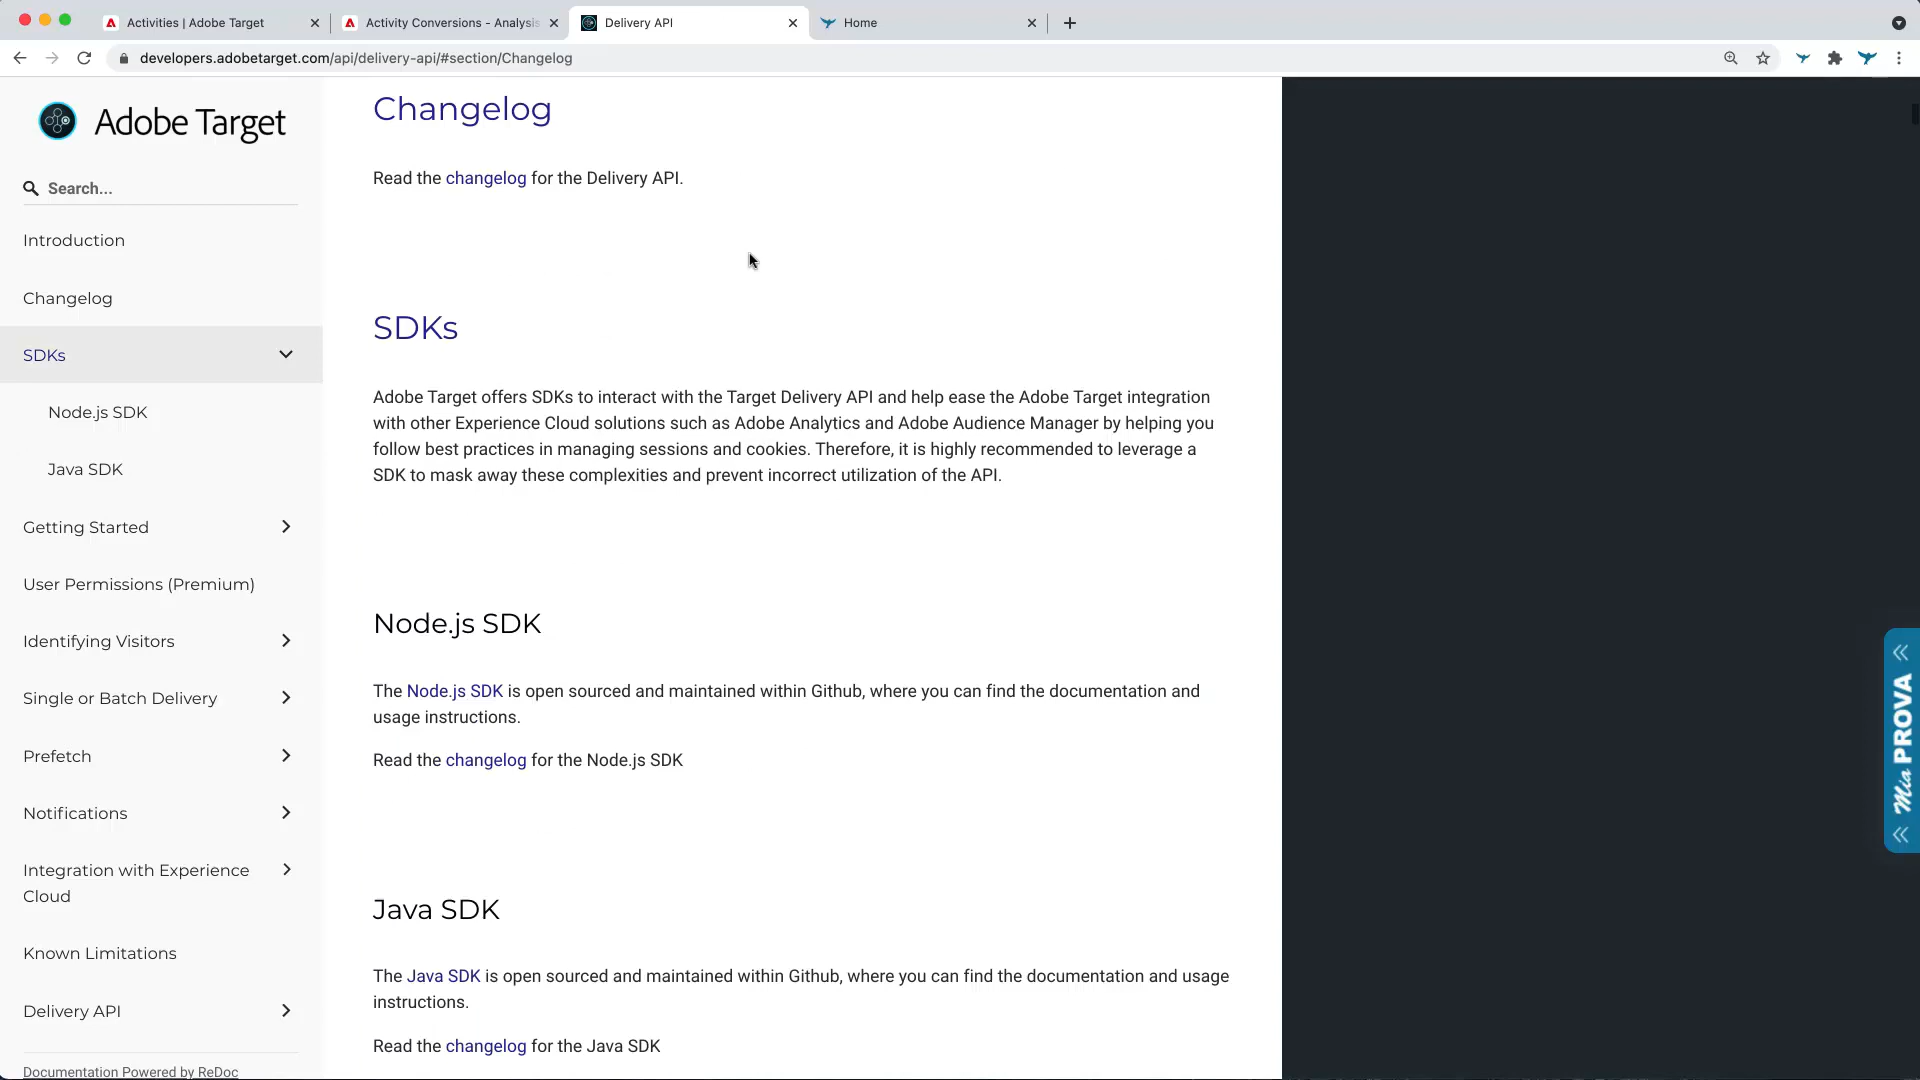 Activities | Adobe Target
Activity Conversions - Analysis
Delivery API
Home
developers.adobetarget.com/api/delivery-api/#section/Changelog
Adobe Target
Search...
Introduction
Changelog
SDKs
Node.js SDK
Java SDK
Getting Started
User Permissions (Premium)
Identifying Visitors
Single or Batch Delivery
Prefetch
Notifications
Integration with Experience
Cloud
Known Limitations
Delivery API
Documentation Powered by ReDoc
Changelog
Read the changelog for the Delivery API.
SDKs
Adobe Target offers SDKs to interact with the Target Delivery API and help ease the Adobe Target integration
with other Experience Cloud solutions such as Adobe Analytics and Adobe Audience Manager by helping you
follow best practices in managing sessions and cookies. Therefore, it is highly recommended to leverage a
SDK to mask away these complexities and prevent incorrect utilization of the API.
Node.js SDK
The Node.js SDK is open sourced and maintained within Github, where you can find the documentation and
usage instructions.
Read the changelog for the Node.js SDK
Java SDK
The Java SDK is open sourced and maintained within Github, where you can find the documentation and usage
instructions.
Read the changelog for the Java SDK
Mia PROVA